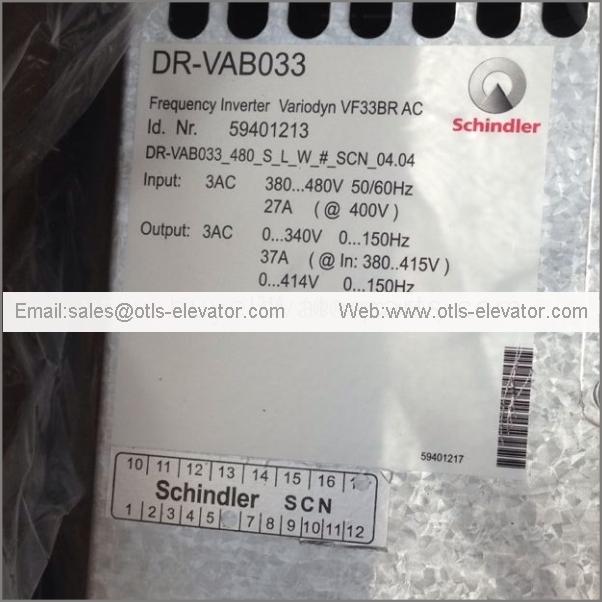 DR-VAB033
Schindler
Frequency Inverter Variodyn VF33BR AC
Id. Nr. 59401213
DR-VAB033_480_S_L_W_#_SCN_04.04
Input: 3AC 380...480V 50/60Hz
27A (@ 400V)
Output: 3AC 0...340V 0...150Hz
37A (@ In: 380..415V)
0...414V 0...150Hz
Email:sales@otls-elevator.com Web:www.otls-elevator.com
59401217
10 11 12 13 14 15 16
Schindler SCN
1 2 3 4 5 7 8 9 10 11 12